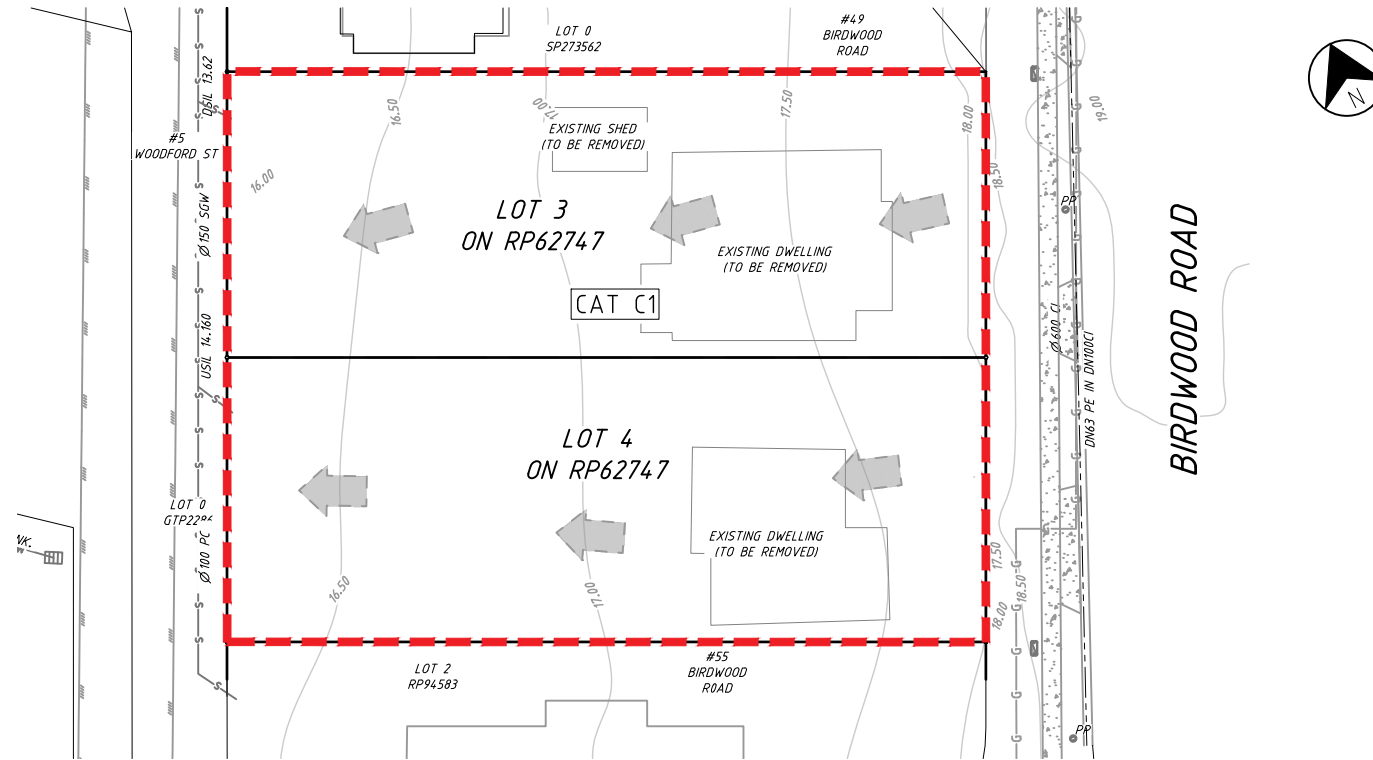 LOT 0
SP273562
#49
BIRDWOOD
ROAD
N
DSIL 13.62
16.50
17.00
17.50
18.00
19.00
EXISTING SHED
(TO BE REMOVED)
#5
WOODFORD ST
16.00
18.50
PP
LOT 3
ON RP62747
Ø150 SGW
EXISTING DWELLING
(TO BE REMOVED)
CAT C1
USIL 14.160
Ø600 CI
DN63 PE IN DN100CI
BIRDWOOD ROAD
LOT 4
ON RP62747
LOT 0
Ø100 PC
EXISTING DWELLING
(TO BE REMOVED)
16.50
17.00
17.50
18.50
18.00
LOT 2
RP94583
#55
BIRDWOOD
ROAD
PP
S
S
S
S
S
S
S
S
S
S
S
G
G
G
G
G
G
G
G
G
G
G
G
G